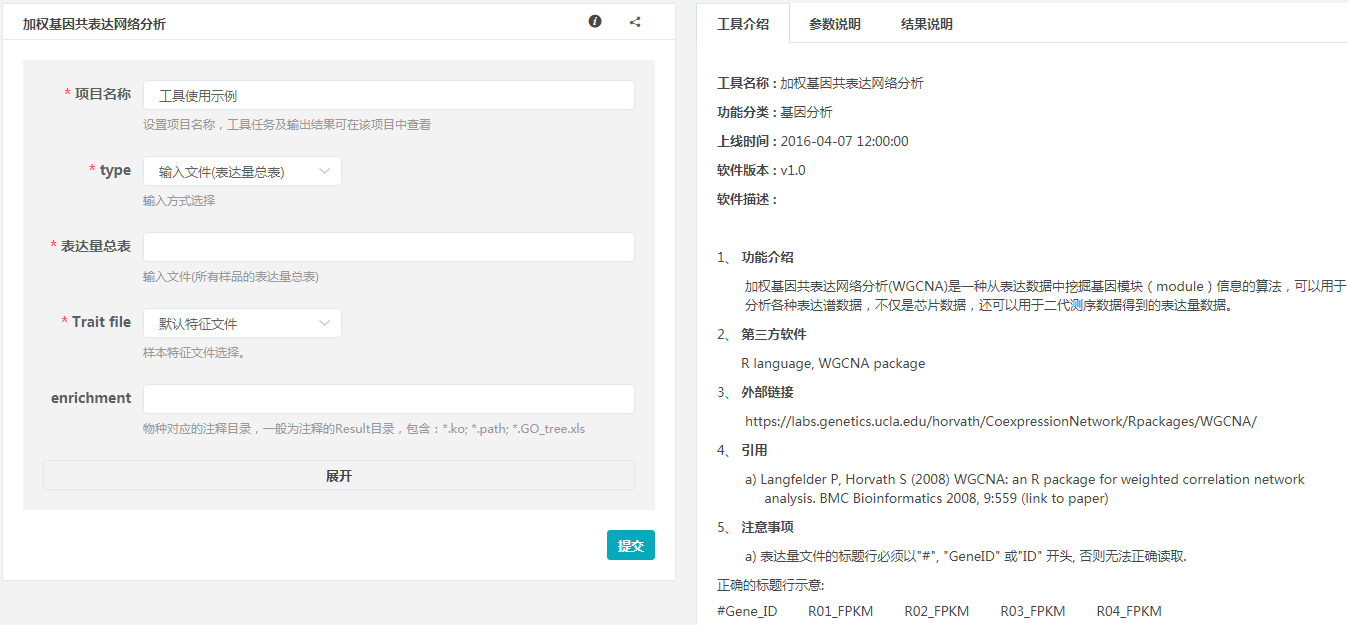 加权基因共表达网络分析
* 项目名称
工具使用示例
设置项目名称，工具任务及输出结果可在该项目中查看
* type
输入文件(表达量总表)
输入方式选择
* 表达量总表
输入文件(所有样品的表达量总表)
* Trait file
默认特征文件
样本特征文件选择。
enrichment
物种对应的注释目录，一般为注释的Result目录，包含：*.ko; *.path; *.GO_tree.xls
展开
提交
工具介绍 参数说明 结果说明
工具名称：加权基因共表达网络分析
功能分类：基因分析
上线时间：2016-04-07 12:00:00
软件版本：v1.0
软件描述：
1、 功能介绍
加权基因共表达网络分析(WGCNA)是一种从表达数据中挖掘基因模块（module）信息的算法，可以用于
分析各种表达谱数据，不仅是芯片数据，还可以用于二代测序数据得到的表达量数据。
2、 第三方软件
R language, WGCNA package
3、 外部链接
https://labs.genetics.ucla.edu/horvath/CoexpressionNetwork/Rpackages/WGCNA/
4、 引用
a) Langfelder P, Horvath S (2008) WGCNA: an R package for weighted correlation network
analysis. BMC Bioinformatics 2008, 9:559 (link to paper)
5、 注意事项
a) 表达量文件的标题行必须以"#", "GeneID" 或"ID" 开头, 否则无法正确读取.
正确的标题行示意:
#Gene_ID R01_FPKM R02_FPKM R03_FPKM R04_FPKM